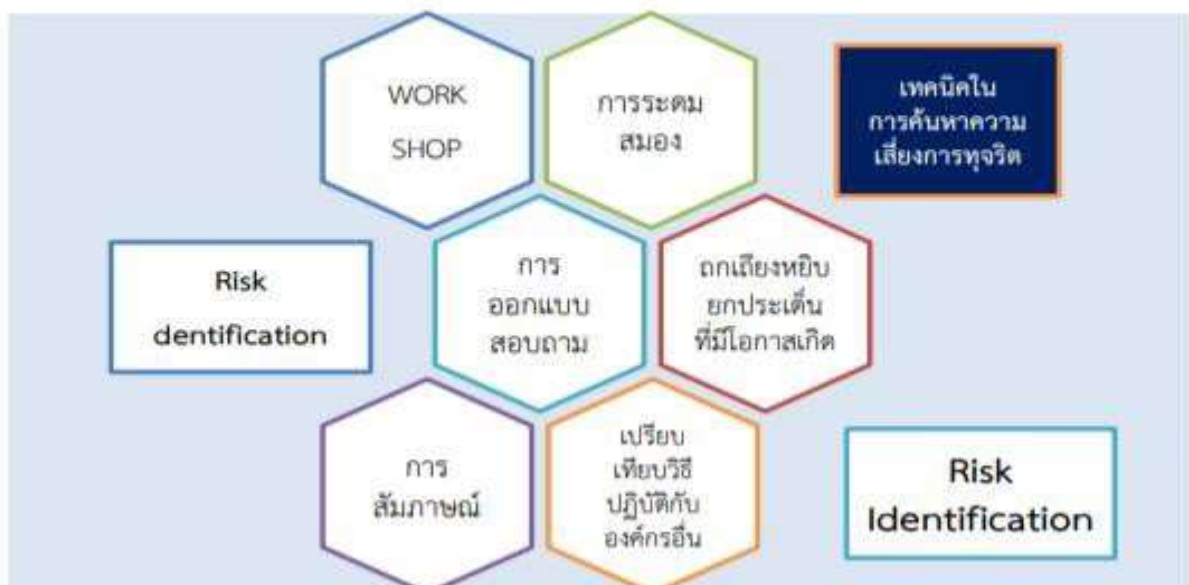 WORK
SHOP
การระดม
สมอง
เทคนิคใน
การค้นหาความ
เสี่ยงการทุจริต
Risk
dentification
การ
ออกแบบ
สอบถาม
ถกเถียงหยิบ
ยกประเด็น
ที่มีโอกาสเกิด
การ
สัมภาษณ์
เปรียบ
เทียบวิธี
ปฏิบัติกับ
องค์กรอื่น
Risk
Identification